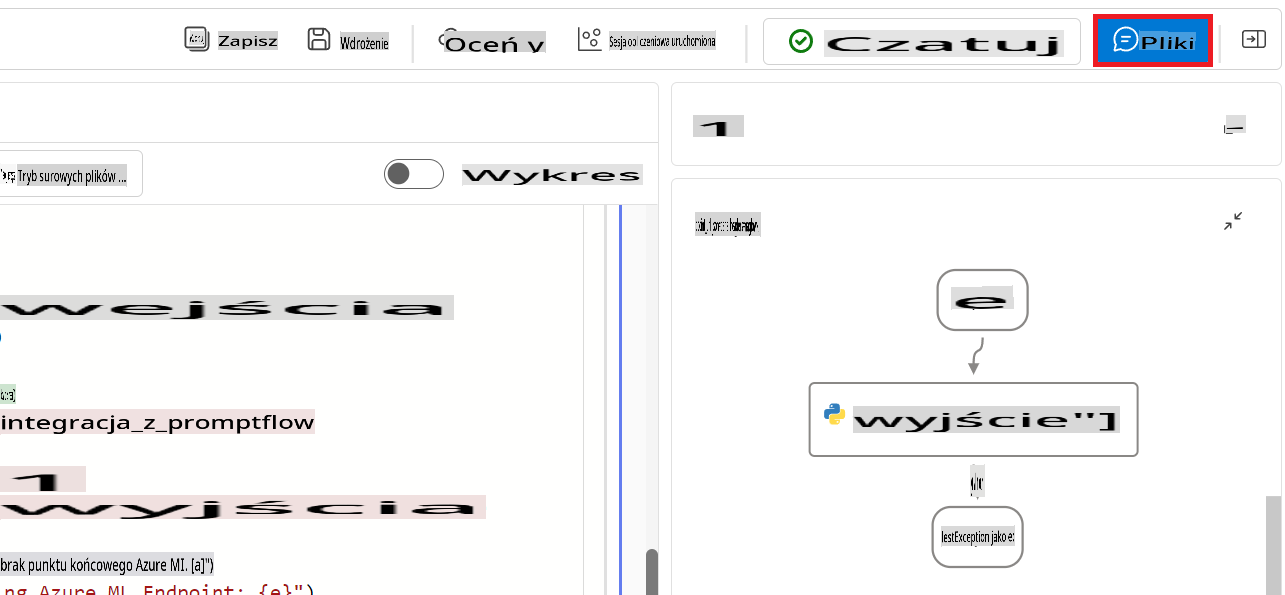 Zapisz
Wdrożenie
Oceń y
Sesja obliczeniowa uruchomiona
Czatuj
Pliki
Tryb surowych plików ...
Wykres
1
wejścia
integracja_z_promptflow
1
wyjścia
brak punktu końcowego Azure Ml. [a]")
ng Azure ML Endpoint: {e}")
e
wyjście"]
lestException jako e: